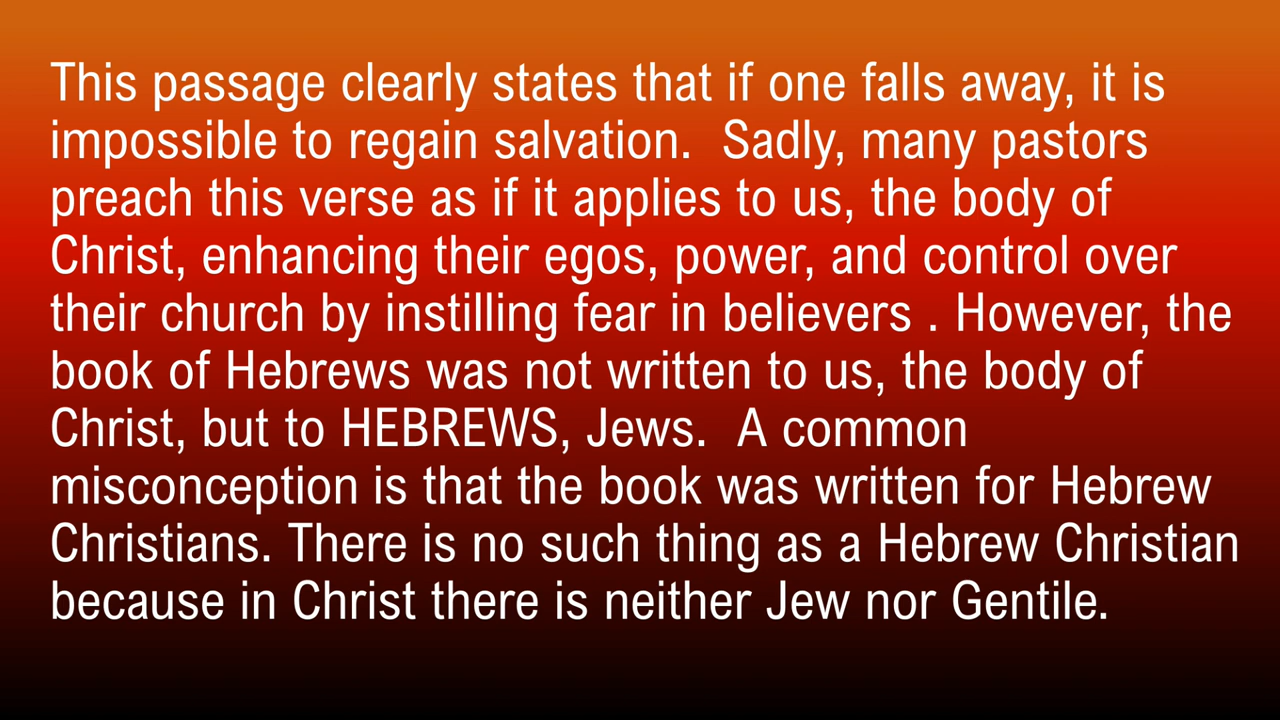 This passage clearly states that if one falls away, it is
impossible to regain salvation.  Sadly, many pastors
preach this verse as if it applies to us, the body of
Christ, enhancing their egos, power, and control over
their church by instilling fear in believers . However, the
book of Hebrews was not written to us, the body of
Christ, but to HEBREWS, Jews.  A common
misconception is that the book was written for Hebrew
Christians. There is no such thing as a Hebrew Christian
because in Christ there is neither Jew nor Gentile.